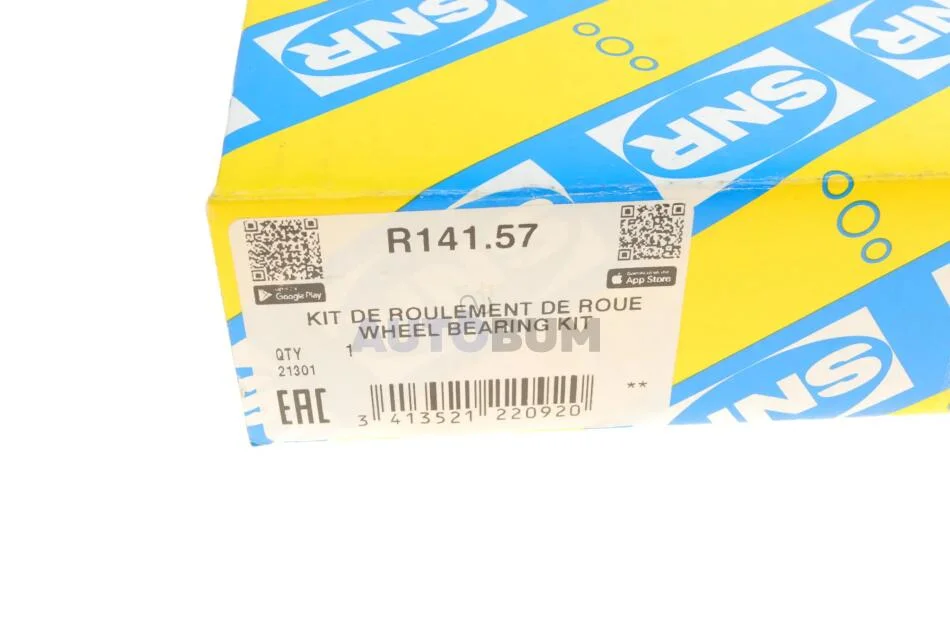 SNR
SNR
R141.57
Google Play
App Store
KIT DE ROULEMENT DE ROUE
WHEEL BEARING KIT
AUTOBUM
QTY 1
21301
**
EAC
3 413521 220920
SNR